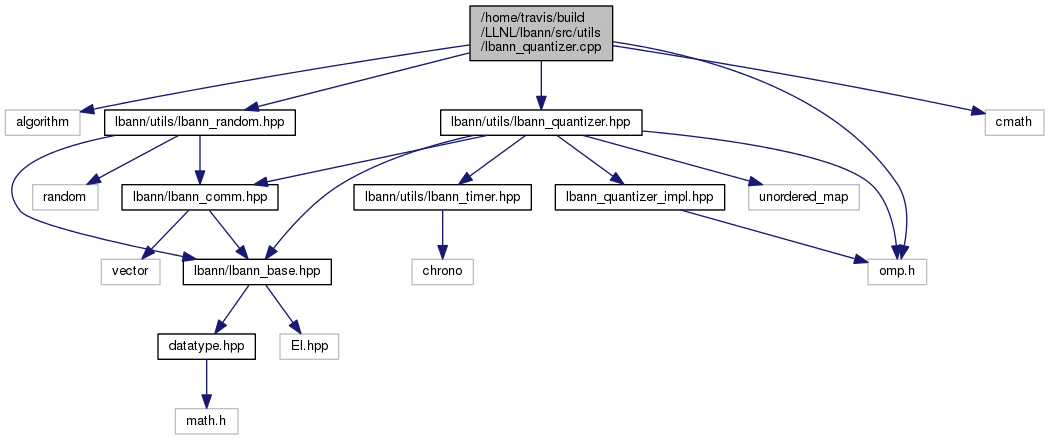 /home/travis/build
/LLNL/lbann/src/utils
/lbann_quantizer.cpp
algorithm
lbann/utils/lbann_random.hpp
lbann/utils/lbann_quantizer.hpp
cmath
random
lbann/lbann_comm.hpp
lbann/utils/lbann_timer.hpp
lbann_quantizer_impl.hpp
unordered_map
vector
lbann/lbann_base.hpp
chrono
omp.h
datatype.hpp
El.hpp
math.h